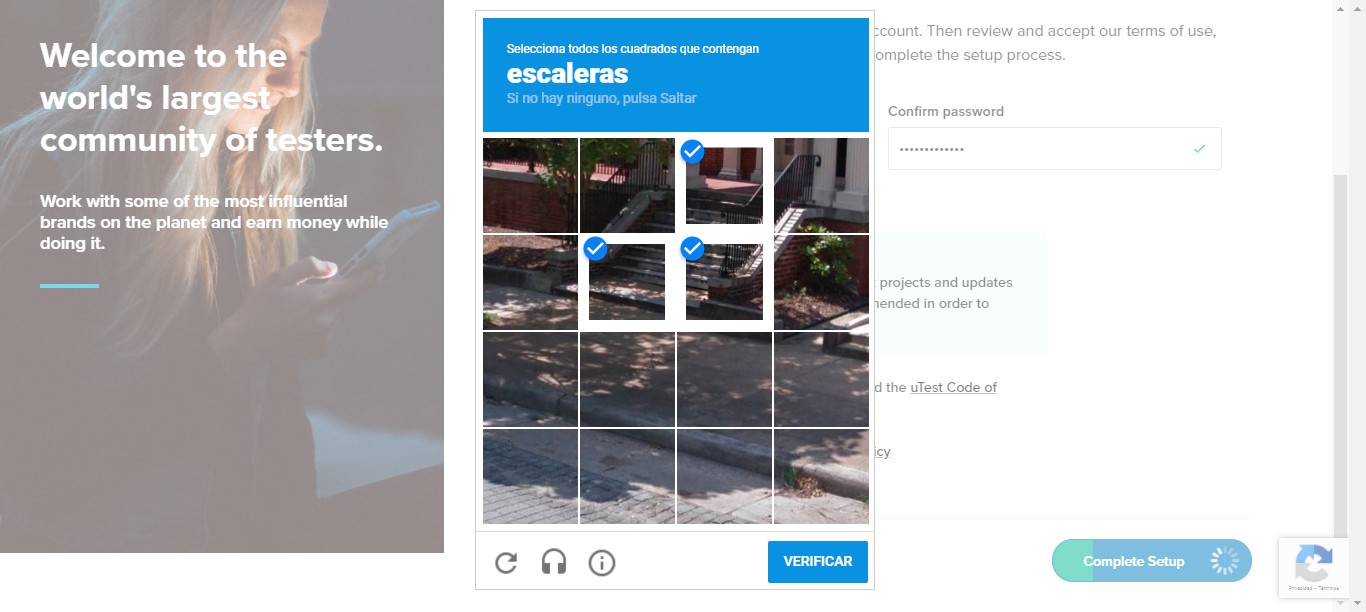 Welcome to the
world's largest
community of testers.
Work with some of the most influential
brands on the planet and earn money while
doing it.
Selecciona todos los cuadrados que contengan
escaleras
Si no hay ninguno, pulsa Saltar
VERIFICAR
ccount. Then review and accept our terms of use,
omplete the setup process.
Confirm password
projects and updates
ended in order to
d the uTest Code of
icy
Complete Setup
Privacidad - Términos